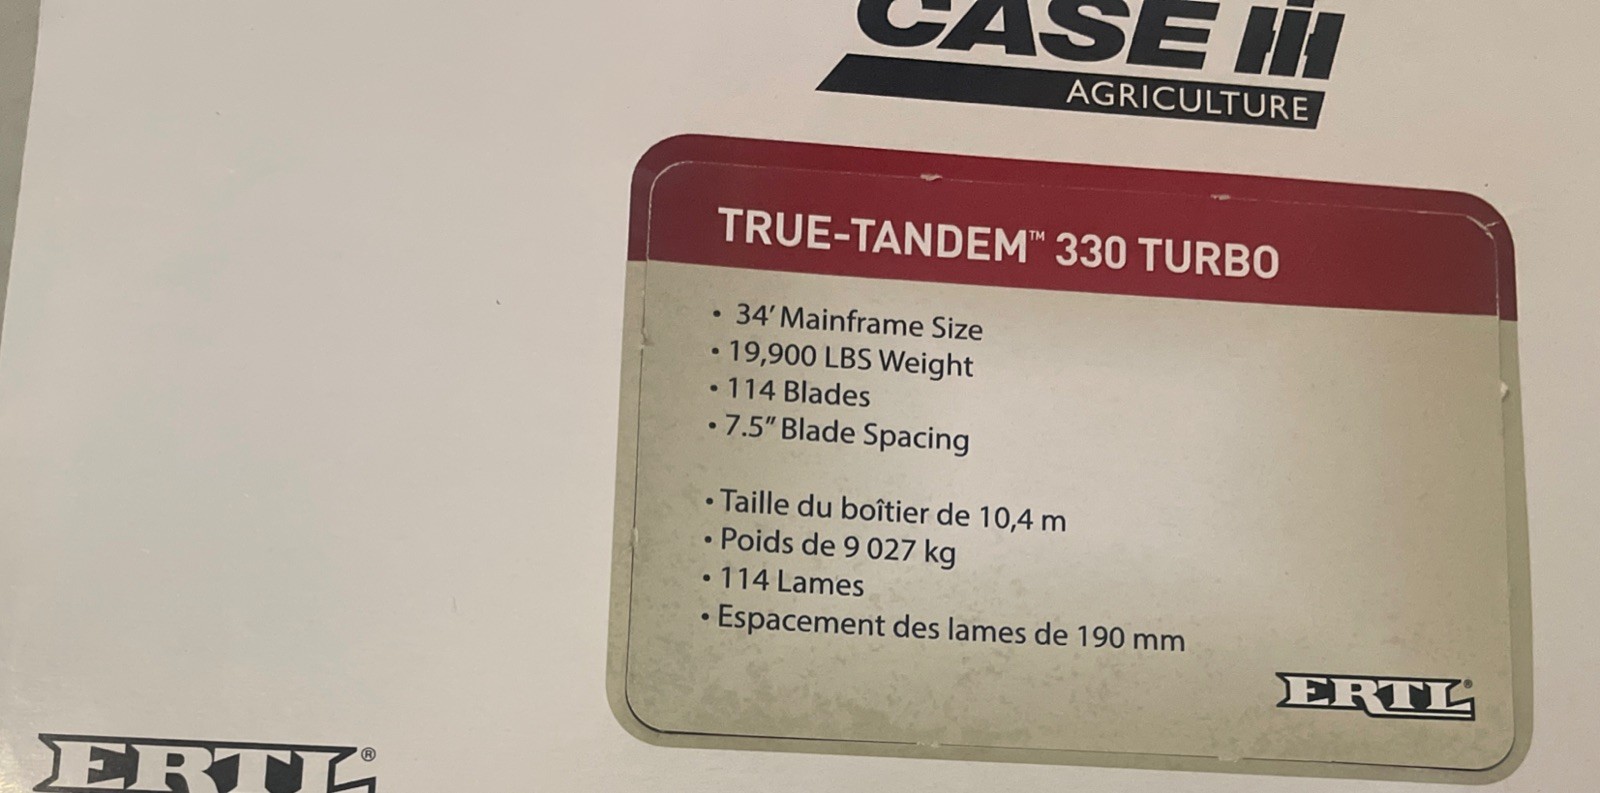 CASE IH
AGRICULTURE
TRUE-TANDEM™ 330 TURBO
• 34' Mainframe Size
• 19,900 LBS Weight
• 114 Blades
• 7.5" Blade Spacing
• Taille du boîtier de 10,4 m
• Poids de 9 027 kg
• 114 Lames
• Espacement des lames de 190 mm
ERTL®
ERTL®